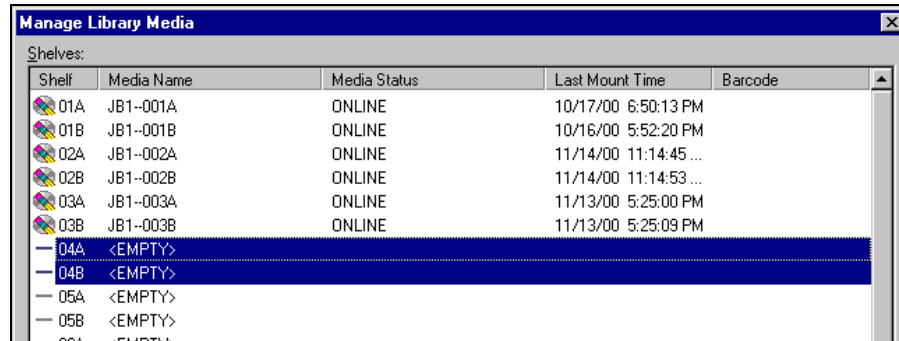 Manage Library Media
Shelves:
Shelf Media Name Media Status Last Mount Time Barcode
01A JB1--001A ONLINE 10/17/00 6:50:13 PM
01B JB1--001B ONLINE 10/16/00 5:52:20 PM
02A JB1--002A ONLINE 11/14/00 11:14:45 ...
02B JB1--002B ONLINE 11/14/00 11:14:53 ...
03A JB1--003A ONLINE 11/13/00 5:25:00 PM
03B JB1--003B ONLINE 11/13/00 5:25:09 PM
04A <EMPTY>
04B <EMPTY>
05A <EMPTY>
05B <EMPTY>